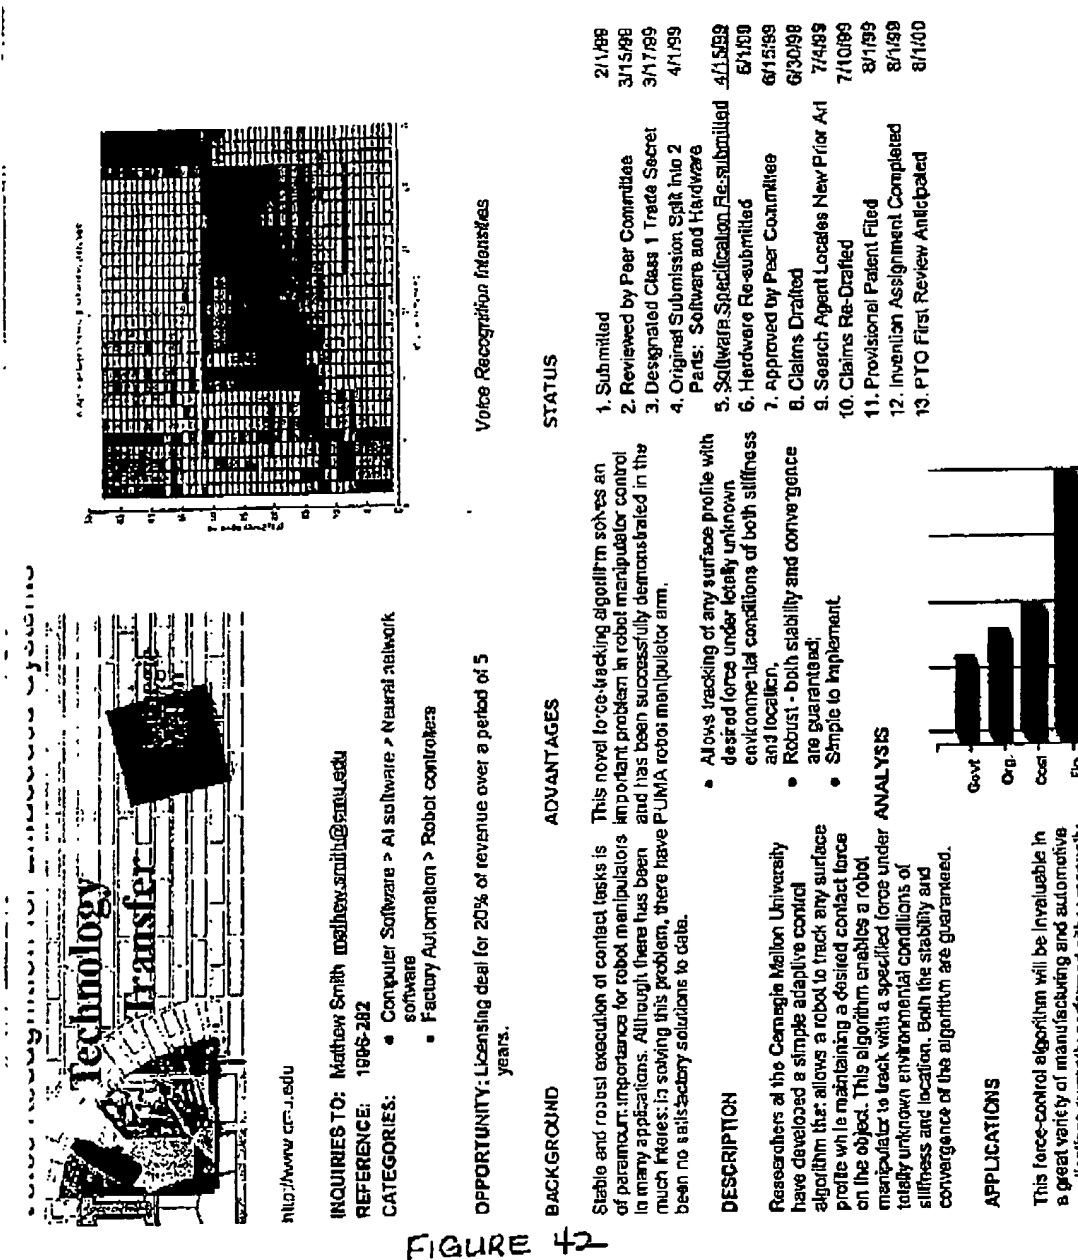 Technology
Transfer
http://www.cmu.edu
INQUIRIES TO: Mathew Smith mathew.smith@cmu.edu
REFERENCE: 1996-282
CATEGORIES:
• Computer Software > AI software > Neural network
software
• Factory Automation > Robot controllers
OPPORTUNITY: Licensing deal for 20% of revenue over a period of 5
years.
Voice Recognition Intensities
BACKGROUND
Stable and robust execution of contact tasks is
of paramount importance for robot manipulators
in many applications. Although there has been
much interest in solving this problem, there have
been no satisfactory solutions to date.
DESCRIPTION
Researchers at the Carnegie Mellon University
have developed a simple adaptive control
algorithm that allows a robot to track any surface
profile while maintaining a desired contact force
on the object. This algorithm enables a robot
manipulator to track with a specified force under
totally unknown environmental conditions of
stiffness and location. Both the stability and
convergence of the algorithm are guaranteed.
APPLICATIONS
This force-control algorithm will be invaluable in
a great variety of manufacturing and automotive
ADVANTAGES
This novel force-tracking algorithm solves an
important problem in robot manipulator control
and has been successfully demonstrated in the
PUMA robot manipulator arm.
• Allows tracking of any surface profile with
desired force under totally unknown
environmental conditions of both stiffness
and location.
• Robust - both stability and convergence
are guaranteed;
• Simple to implement.
ANALYSIS
Govt
Org.
Cost
STATUS
1. Submitted 2/1/99
2. Reviewed by Peer Committee 3/15/99
3. Designated Class 1 Trade Secret 3/17/99
4. Original Submission Split into 2 4/1/99
Parts: Software and Hardware
5. Software Specification Re-submitted 4/15/99
6. Hardware Re-submitted 5/1/99
7. Approved by Peer Committee 6/15/99
8. Claims Drafted 6/30/98
9. Search Agent Locates New Prior Art 7/4/99
10. Claims Re-Drafted 7/10/99
11. Provisional Patent Filed 8/1/99
12. Invention Assignment Completed 8/1/99
13. PTO First Review Anticipated 8/1/00
FIGURE 42